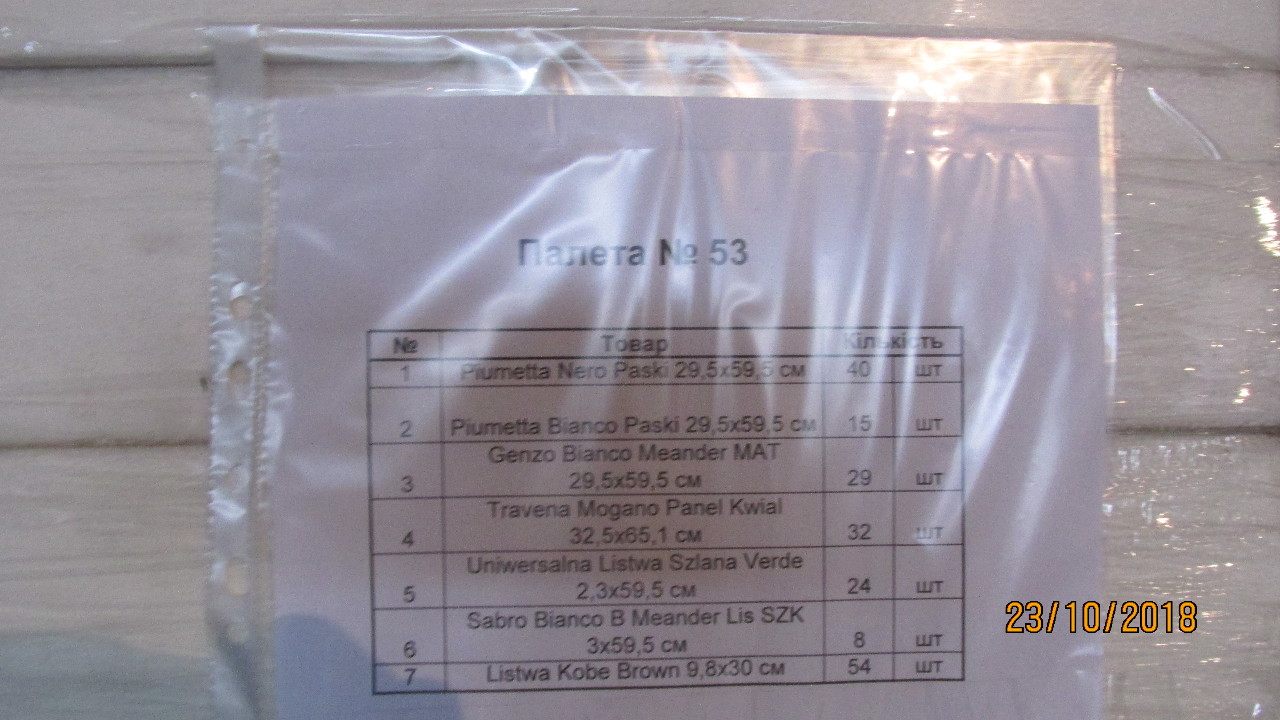 Палета № 53
№ Товар Кількість
1 Piumetta Nero Paski 29,5x59,5 см 40 шт
2 Piumetta Bianco Paski 29,5x59,5 см 15 шт
Genzo Bianco Meander MAT
3 29,5x59,5 см 29 шт
Travena Mogano Panel Kwial
4 32,5x65,1 см 32 шт
Uniwersalna Listwa Szlana Verde
5 2,3x59,5 см 24 шт
Sabro Bianco B Meander Lis SZK
6 3x59,5 см 8 шт
7 Listwa Kobe Brown 9,8x30 см 54 шт
23/10/2018